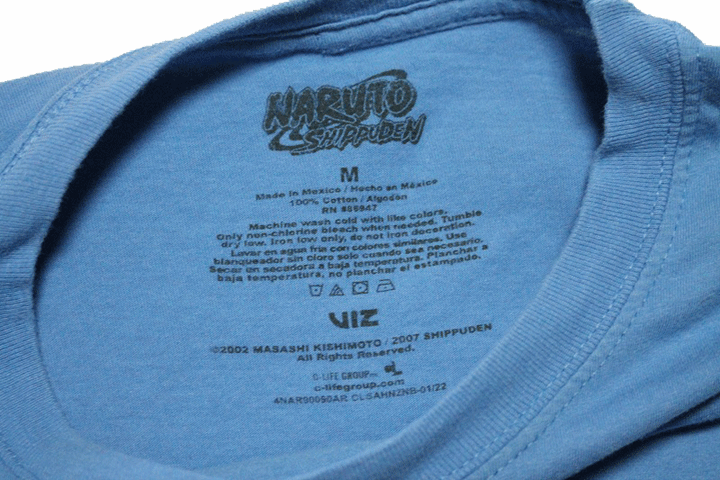 NARUTO
SHIPPUDEN
M
Made in Mexico / Hecho en México
100% Cotton / Algodon
RN #89947
Machine wash cold with like colors.
Only non-chlorine bleach when needed. Tumble
dry low. Iron low only, do not iron decoration.
Lavar en agua fria con colores similares. Use
blanqueador sin cloro solo cuando sea necesario.
Secar en secadora a baja temperatura. Planchar a
baja temperatura, no planchar el estampado.
VIZ
©2002 MASASHI KISHIMOTO / 2007 SHIPPUDEN
All Rights Reserved.
C-LIFE GROUP
c-lifegroup.com